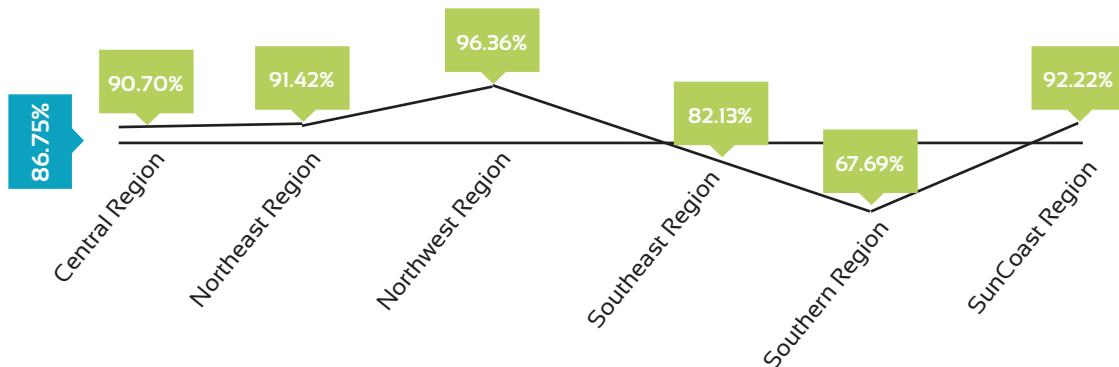 86.75%
90.70%
91.42%
96.36%
82.13%
67.69%
92.22%
Central Region
Northeast Region
Northwest Region
Southeast Region
Southern Region
SunCoast Region